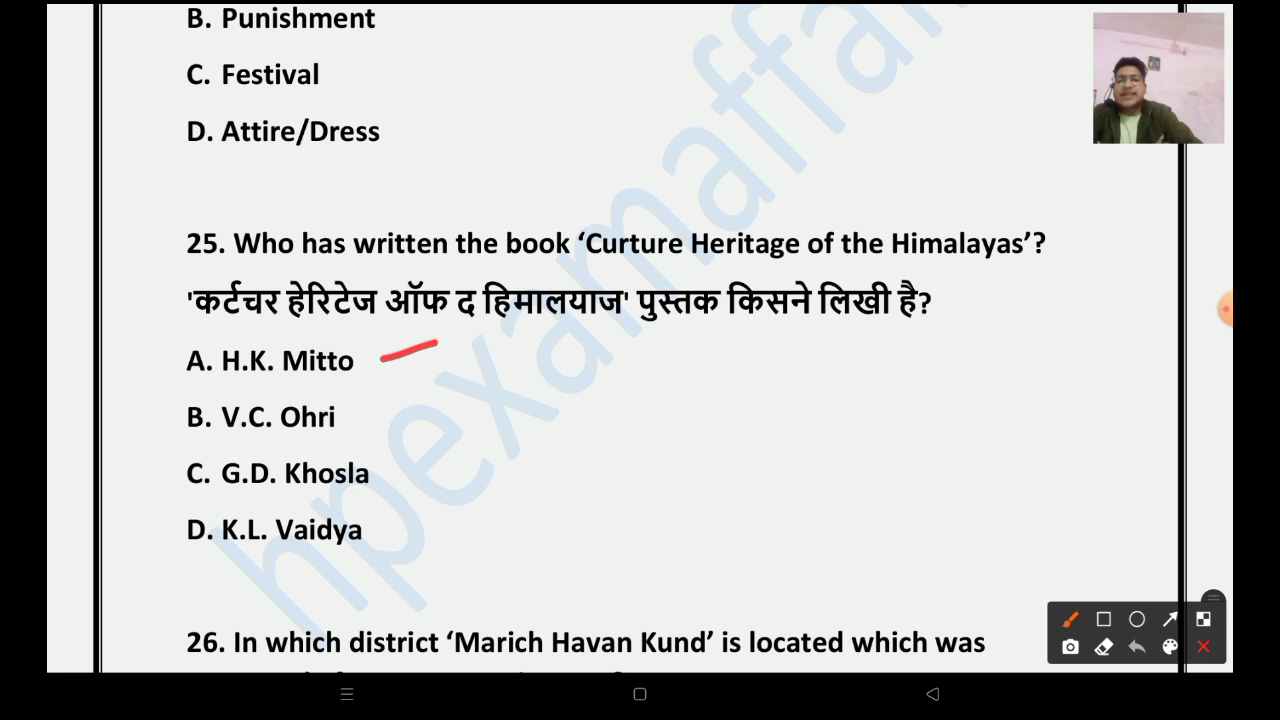 B. Punishment
C. Festival
D. Attire/Dress
25. Who has written the book ‘Curture Heritage of the Himalayas’?
'कर्टचर हेरिटेज ऑफ द हिमालयाज' पुस्तक किसने लिखी है?
A. H.K. Mitto
B. V.C. Ohri
C. G.D. Khosla
D. K.L. Vaidya
26. In which district ‘Marich Havan Kund’ is located which was
hpexamaffai